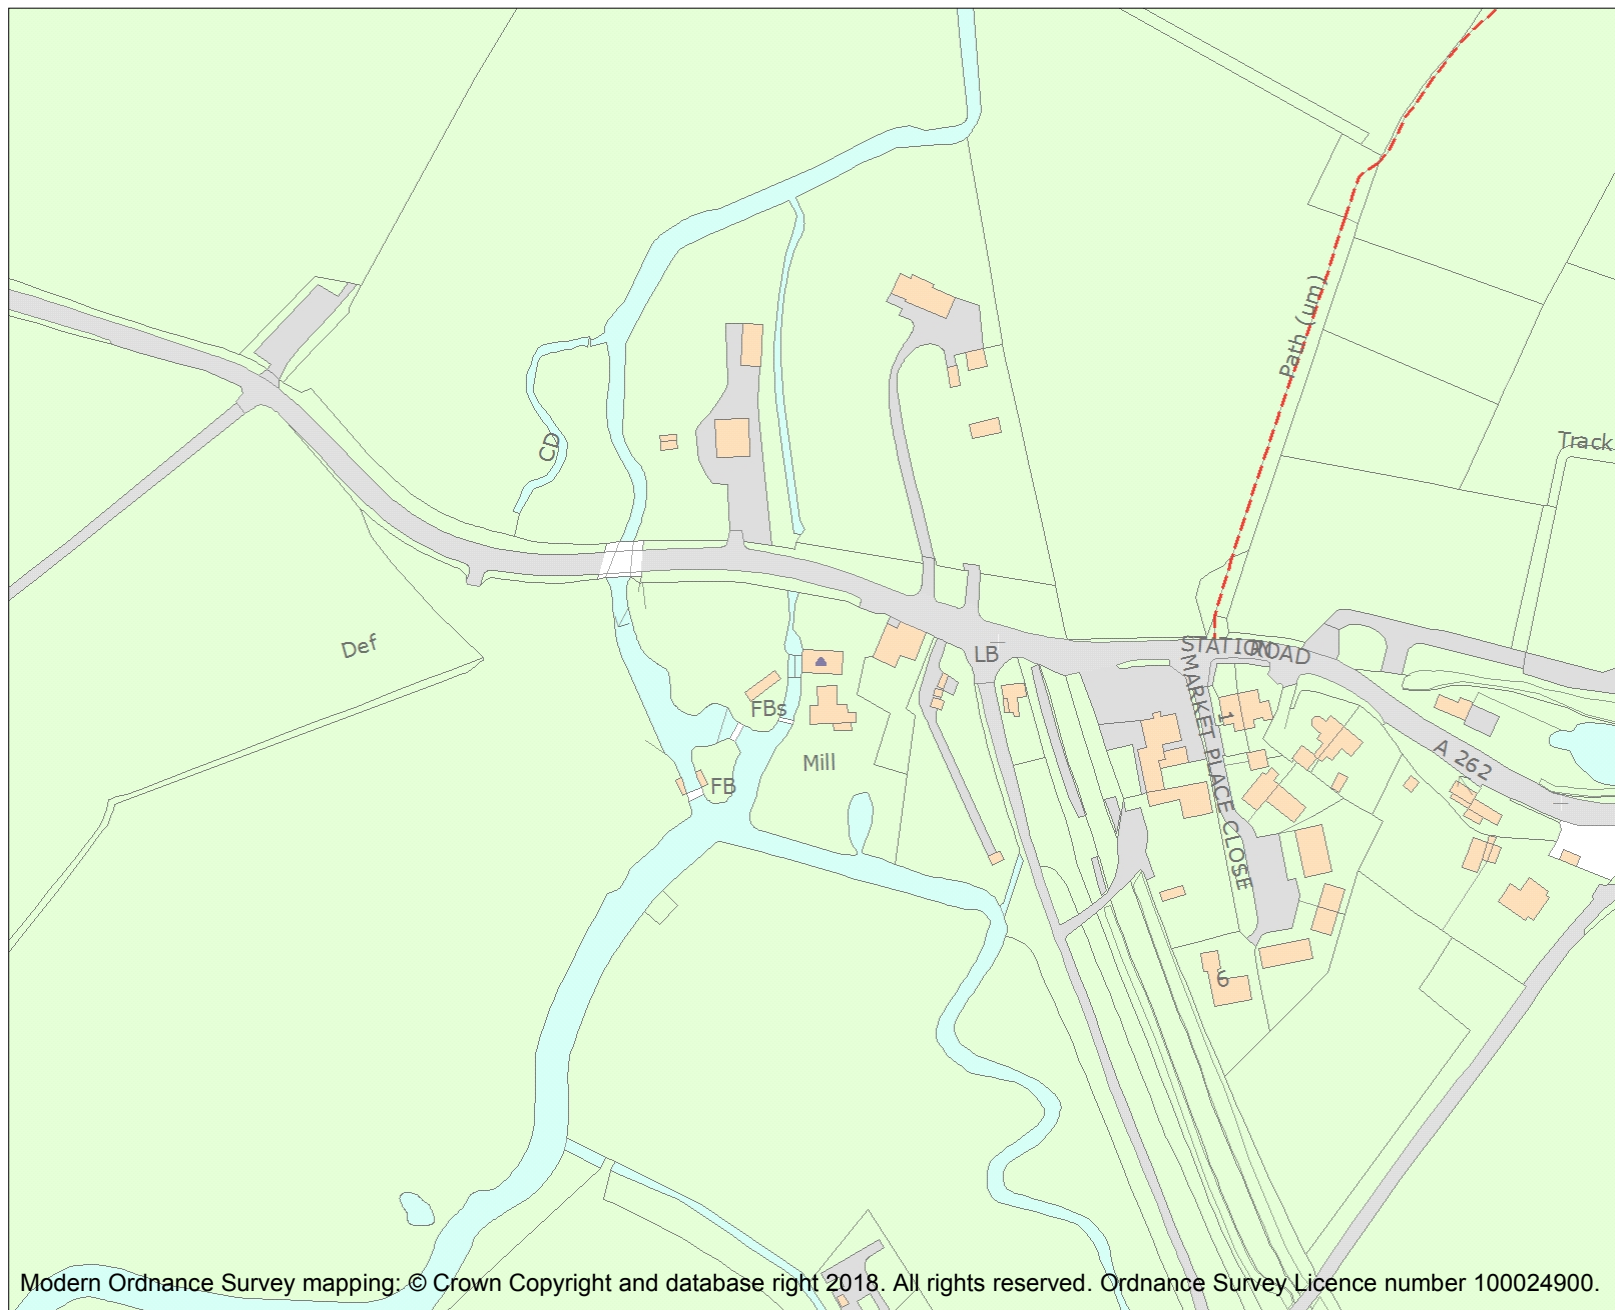 Path (um)
Track
CD
Def
STATION ROAD
LB
MARKET PLACE CLOSE
1
FBs
A 262
Mill
FB
6
Modern Ordnance Survey mapping: © Crown Copyright and database right 2018. All rights reserved. Ordnance Survey Licence number 100024900.